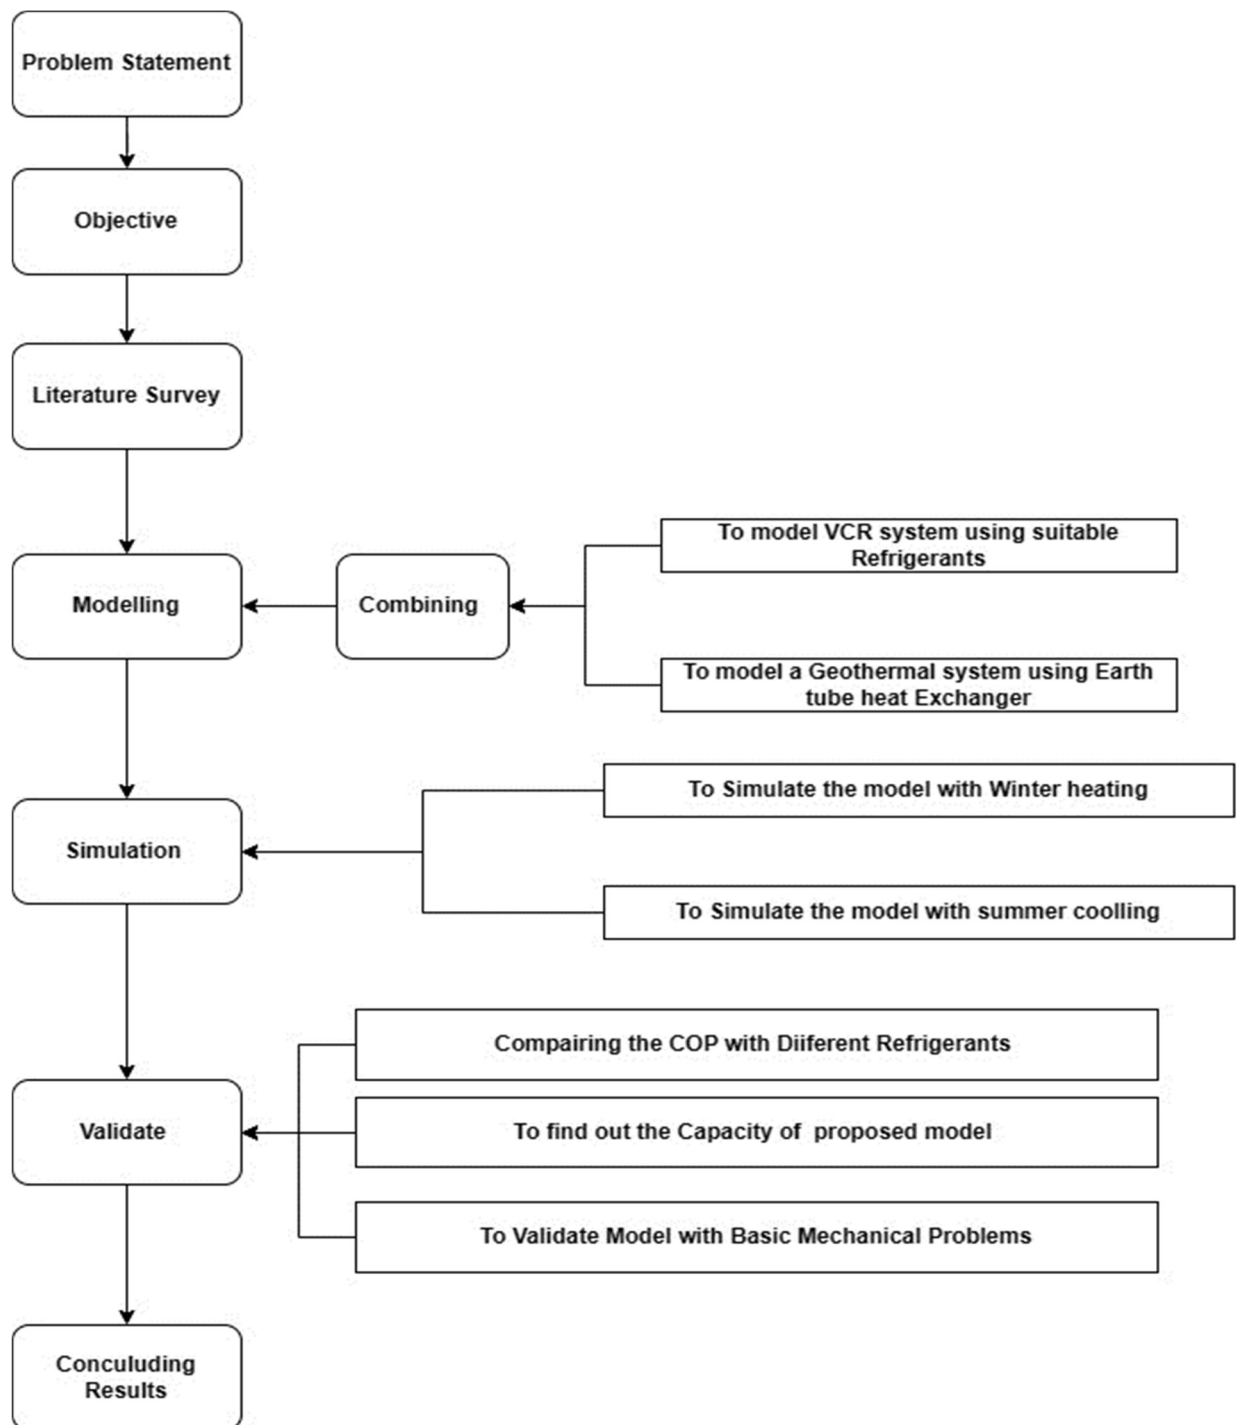 Problem Statement
Objective
Literature Survey
To model VCR system using suitable
Refrigerants
Modelling
Combining
To model a Geothermal system using Earth
tube heat Exchanger
To Simulate the model with Winter heating
Simulation
To Simulate the model with summer coolling
Compairing the COP with Diiferent Refrigerants
Validate
To find out the Capacity of proposed model
To Validate Model with Basic Mechanical Problems
Conculuding
Results